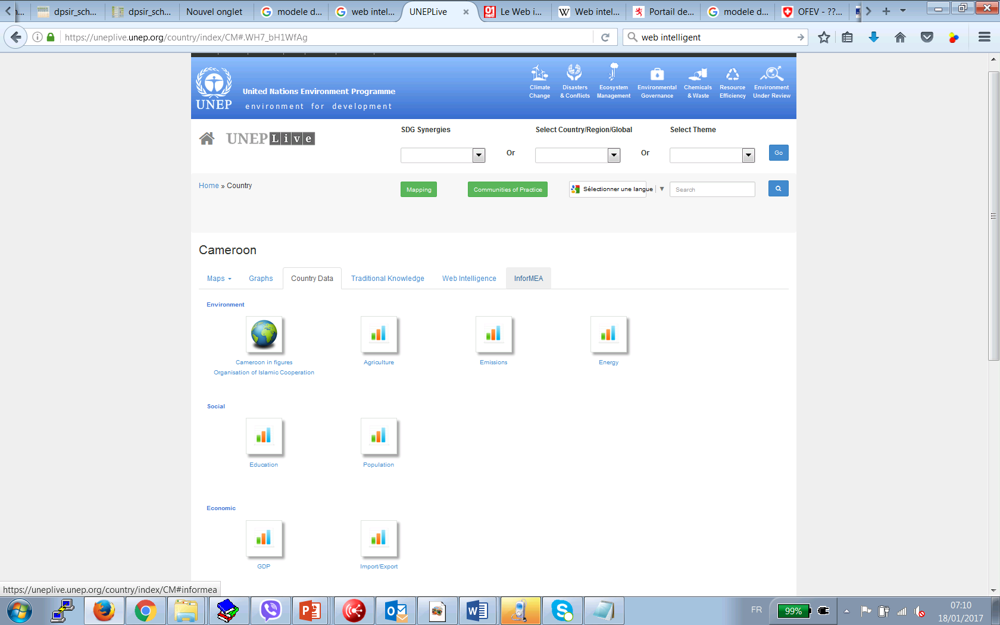 dpsir_sch...
dpsir_sch...
Nouvel onglet
modele d...
web intel...
UNEPLive
Le Web i...
Web intel...
Portail de...
modele d...
OFEV - ??...
https://uneplive.unep.org/country/index/CM#.WH7_bH1WfAg
web intelligent
UNEP
United Nations Environment Programme
environment for development
Climate Change
Disasters & Conflicts
Ecosystem Management
Environmental Governance
Chemicals & Waste
Resource Efficiency
Environment Under Review
UNEP Live
SDG Synergies
Or
Select Country/Region/Global
Or
Select Theme
Go
Home » Country
Mapping
Communities of Practice
Sélectionner une langue
Search
Cameroon
Maps
Graphs
Country Data
Traditional Knowledge
Web Intelligence
InforMEA
Environment
Cameroon in figures
Organisation of Islamic Cooperation
Agriculture
Emissions
Energy
Social
Education
Population
Economic
GDP
Import/Export
https://uneplive.unep.org/country/index/CM#informea
FR
99%
07:10
18/01/2017